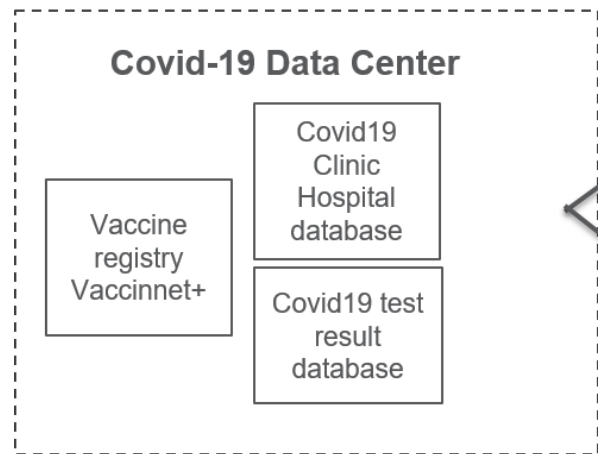 Covid-19 Data Center
Covid19
Clinic
Hospital
database
Vaccine
registry
Vaccinnet+
Covid19 test
result
database